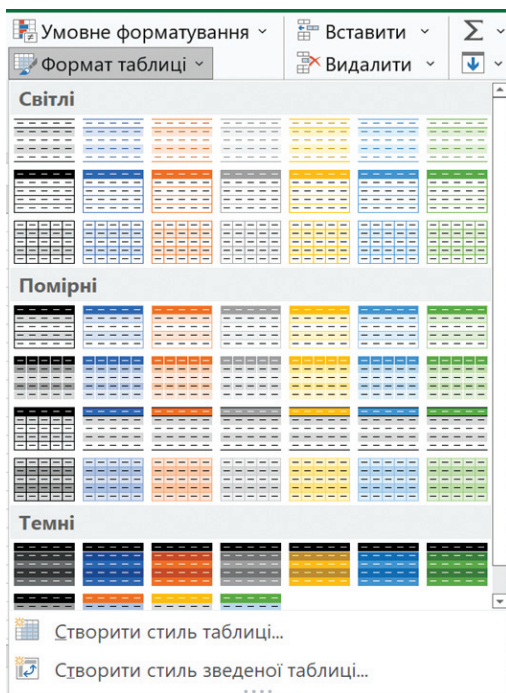 Умовне форматування
Вставити
Формат таблиці
Видалити
Світлі
Помірні
Темні
Створити стиль таблиці...
Створити стиль зведеної таблиці...